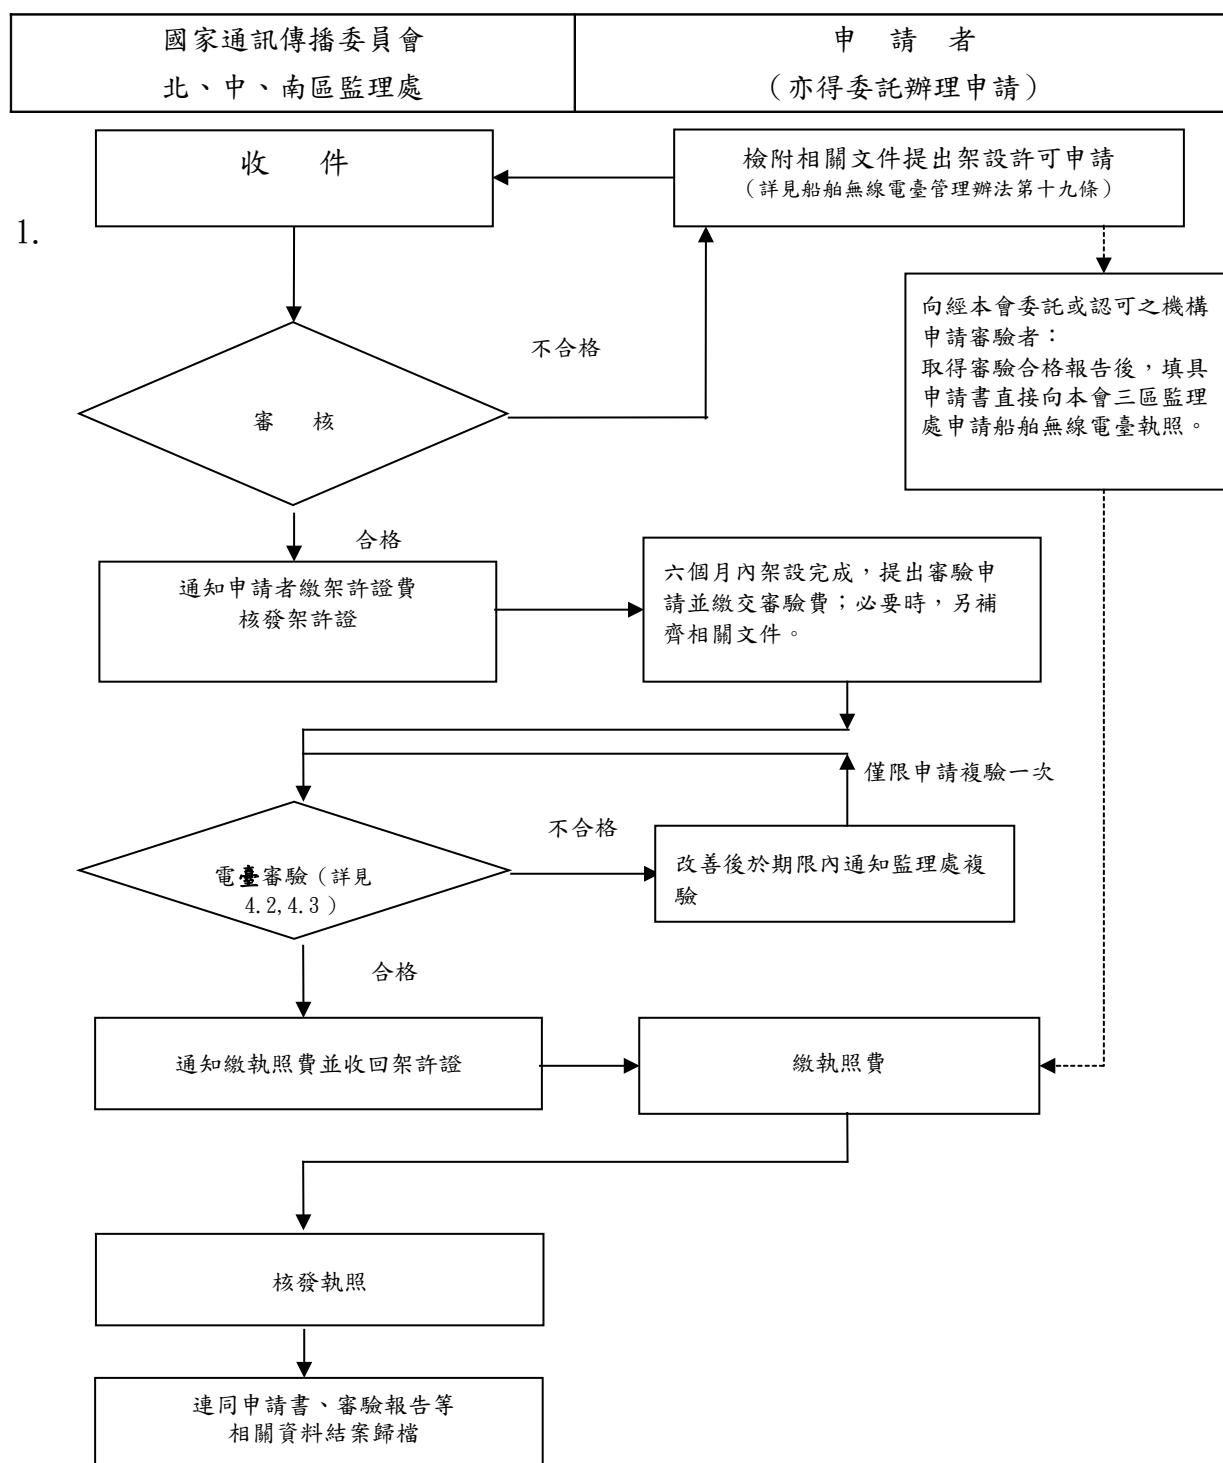 國家通訊傳播委員會
北、中、南區監理處
申 請 者
（亦得委託辦理申請）
收 件
檢附相關文件提出架設許可申請
（詳見船舶無線電臺管理辦法第十九條）
1.
向經本會委託或認可之機構
申請審驗者：
取得審驗合格報告後，填具
申請書直接向本會三區監理
處申請船舶無線電臺執照。
不合格
審 核
合格
通知申請者繳架許證費
核發架許證
六個月內架設完成，提出審驗申
請並繳交審驗費；必要時，另補
齊相關文件。
僅限申請複驗一次
不合格
電臺審驗（詳見
4.2,4.3）
改善後於期限內通知監理處複
驗
合格
通知繳執照費並收回架許證
繳執照費
核發執照
連同申請書、審驗報告等
相關資料結案歸檔